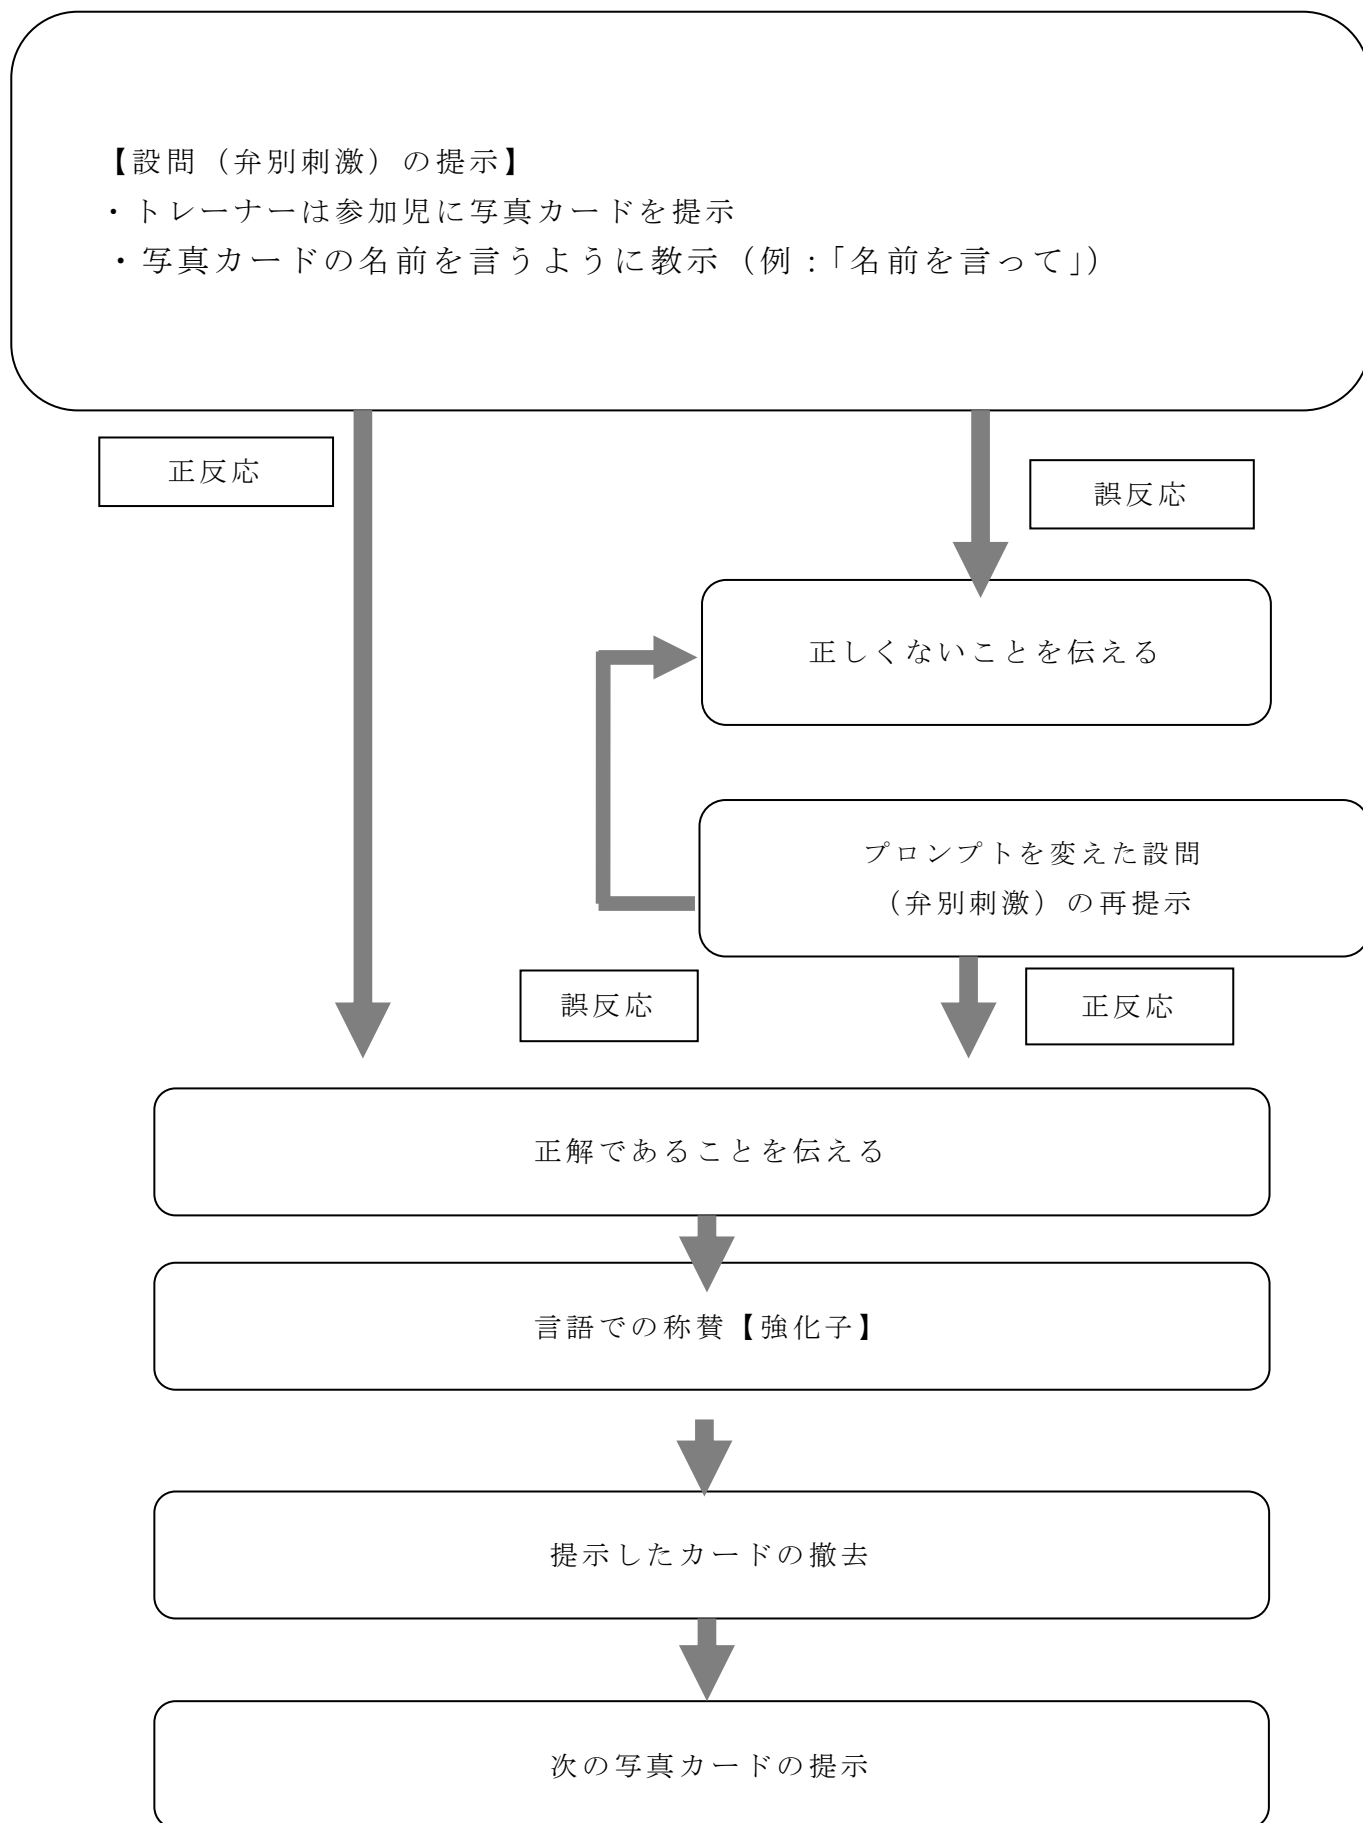 【設問（弁別刺激）の提示】
・トレーナーは参加児に写真カードを提示
・写真カードの名前を言うように教示（例：「名前を言って」）
正反応
誤反応
正しくないことを伝える
プロンプトを変えた設問
（弁別刺激）の再提示
誤反応
正反応
正解であることを伝える
言語での称賛【強化子】
提示したカードの撤去
次の写真カードの提示